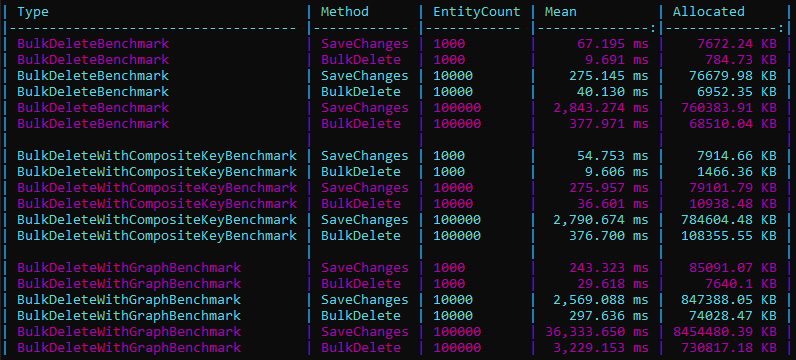 | Type | Method | EntityCount | Mean | Allocated |
|----------------------------------- |------------ |------------ |--------------:|--------------:|
| BulkDeleteBenchmark | SaveChanges | 1000 | 67.195 ms | 7672.24 KB |
| BulkDeleteBenchmark | BulkDelete | 1000 | 9.691 ms | 784.73 KB |
| BulkDeleteBenchmark | SaveChanges | 10000 | 275.145 ms | 76679.98 KB |
| BulkDeleteBenchmark | BulkDelete | 10000 | 40.130 ms | 6952.35 KB |
| BulkDeleteBenchmark | SaveChanges | 100000 | 2,843.274 ms | 760383.91 KB |
| BulkDeleteBenchmark | BulkDelete | 100000 | 377.971 ms | 68510.04 KB |
| | | | | |
| BulkDeleteWithCompositeKeyBenchmark | SaveChanges | 1000 | 54.753 ms | 7914.66 KB |
| BulkDeleteWithCompositeKeyBenchmark | BulkDelete | 1000 | 9.606 ms | 1466.36 KB |
| BulkDeleteWithCompositeKeyBenchmark | SaveChanges | 10000 | 275.957 ms | 79101.79 KB |
| BulkDeleteWithCompositeKeyBenchmark | BulkDelete | 10000 | 36.601 ms | 10938.48 KB |
| BulkDeleteWithCompositeKeyBenchmark | SaveChanges | 100000 | 2,790.674 ms | 784604.48 KB |
| BulkDeleteWithCompositeKeyBenchmark | BulkDelete | 100000 | 376.700 ms | 108355.55 KB |
| | | | | |
| BulkDeleteWithGraphBenchmark | SaveChanges | 1000 | 243.323 ms | 85091.07 KB |
| BulkDeleteWithGraphBenchmark | BulkDelete | 1000 | 29.618 ms | 7640.1 KB |
| BulkDeleteWithGraphBenchmark | SaveChanges | 10000 | 2,569.088 ms | 847388.05 KB |
| BulkDeleteWithGraphBenchmark | BulkDelete | 10000 | 297.636 ms | 74028.47 KB |
| BulkDeleteWithGraphBenchmark | SaveChanges | 100000 | 36,333.650 ms | 8454480.39 KB |
| BulkDeleteWithGraphBenchmark | BulkDelete | 100000 | 3,229.153 ms | 730817.18 KB |